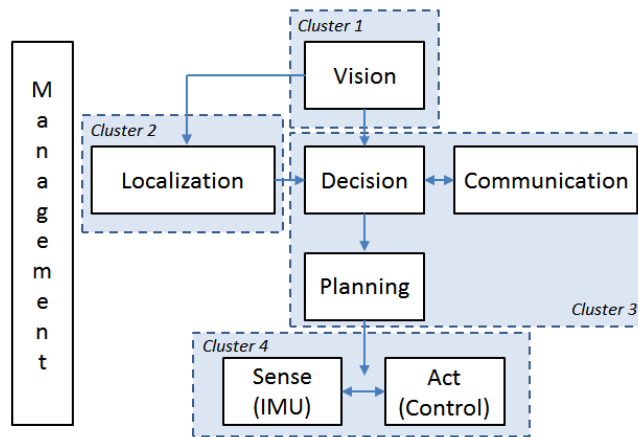 Cluster 1
Vision
M
a
n
a
g
e
m
e
n
t
Cluster 2
Localization
Decision
Communication
Planning
Cluster 3
Cluster 4
Sense
(IMU)
Act
(Control)